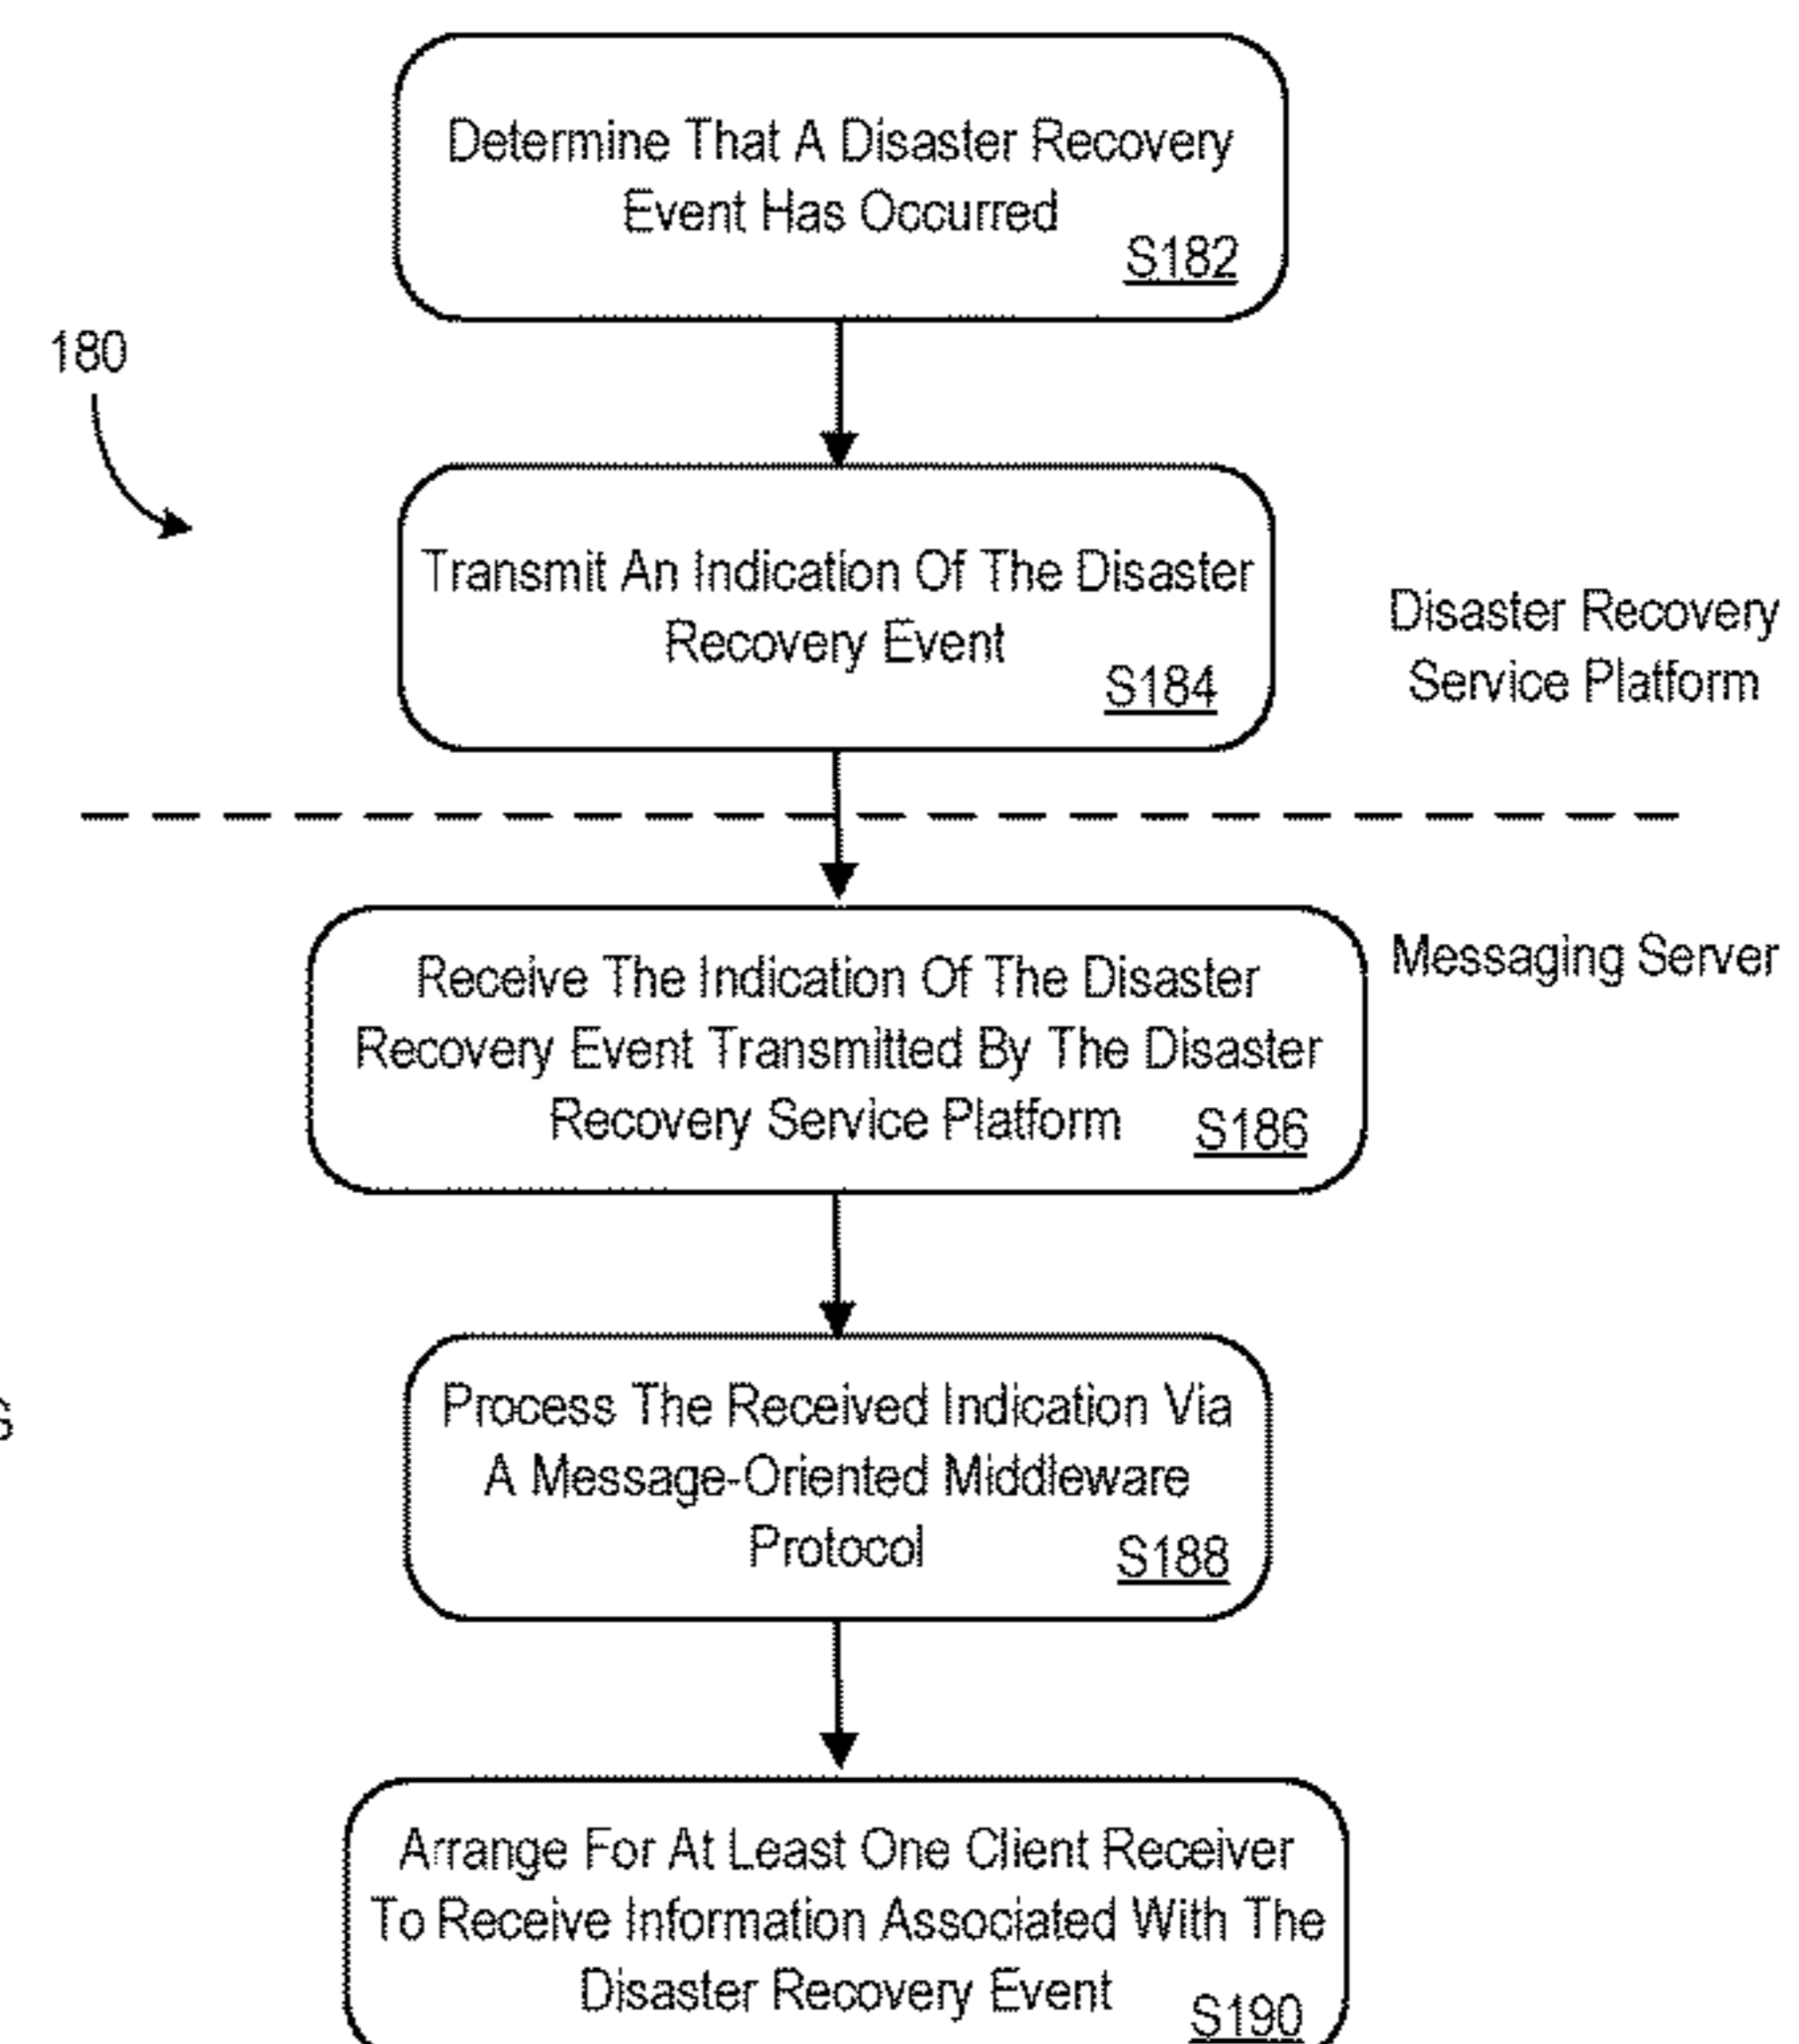 Determine That A Disaster Recovery
Event Has Occurred
S182
180
Transmit An Indication Of The Disaster
Recovery Event
S184
Disaster Recovery
Service Platform
Messaging Server
Receive The Indication Of The Disaster
Recovery Event Transmitted By The Disaster
Recovery Service Platform
S186
Process The Received Indication Via
A Message-Oriented Middleware
Protocol
S188
Arrange For At Least One Client Receiver
To Receive Information Associated With The
Disaster Recovery Event
S190